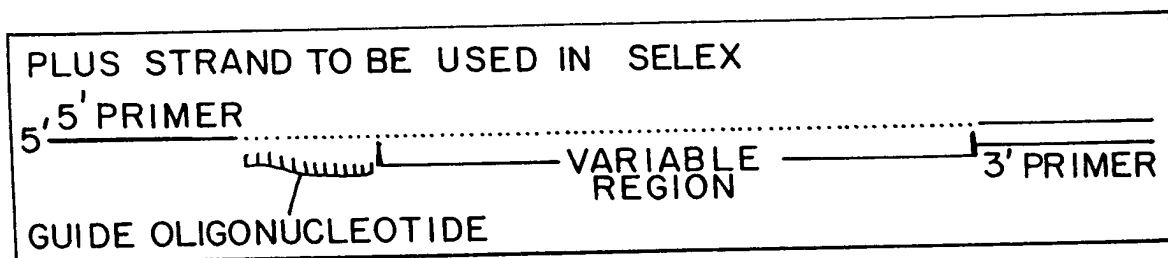 PLUS STRAND TO BE USED IN SELEX
5' 5' PRIMER
VARIABLE REGION
3' PRIMER
GUIDE OLIGONUCLEOTIDE